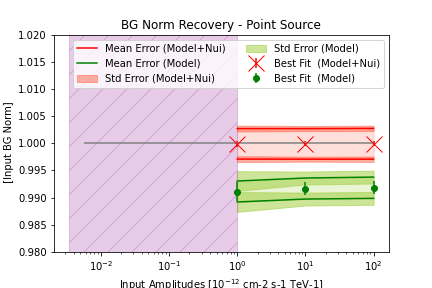 BG Norm Recovery - Point Source
[Input BG Norm]
1.020
1.015
1.010
1.005
1.000
0.995
0.990
0.985
0.980
Mean Error (Model+Nui)
Mean Error (Model)
Std Error (Model+Nui)
Std Error (Model)
Best Fit (Model+Nui)
Best Fit (Model)
10⁻² 10⁻¹ 10⁰ 10¹ 10²
Input Amplitudes [10⁻¹² cm-2 s-1 TeV-1]